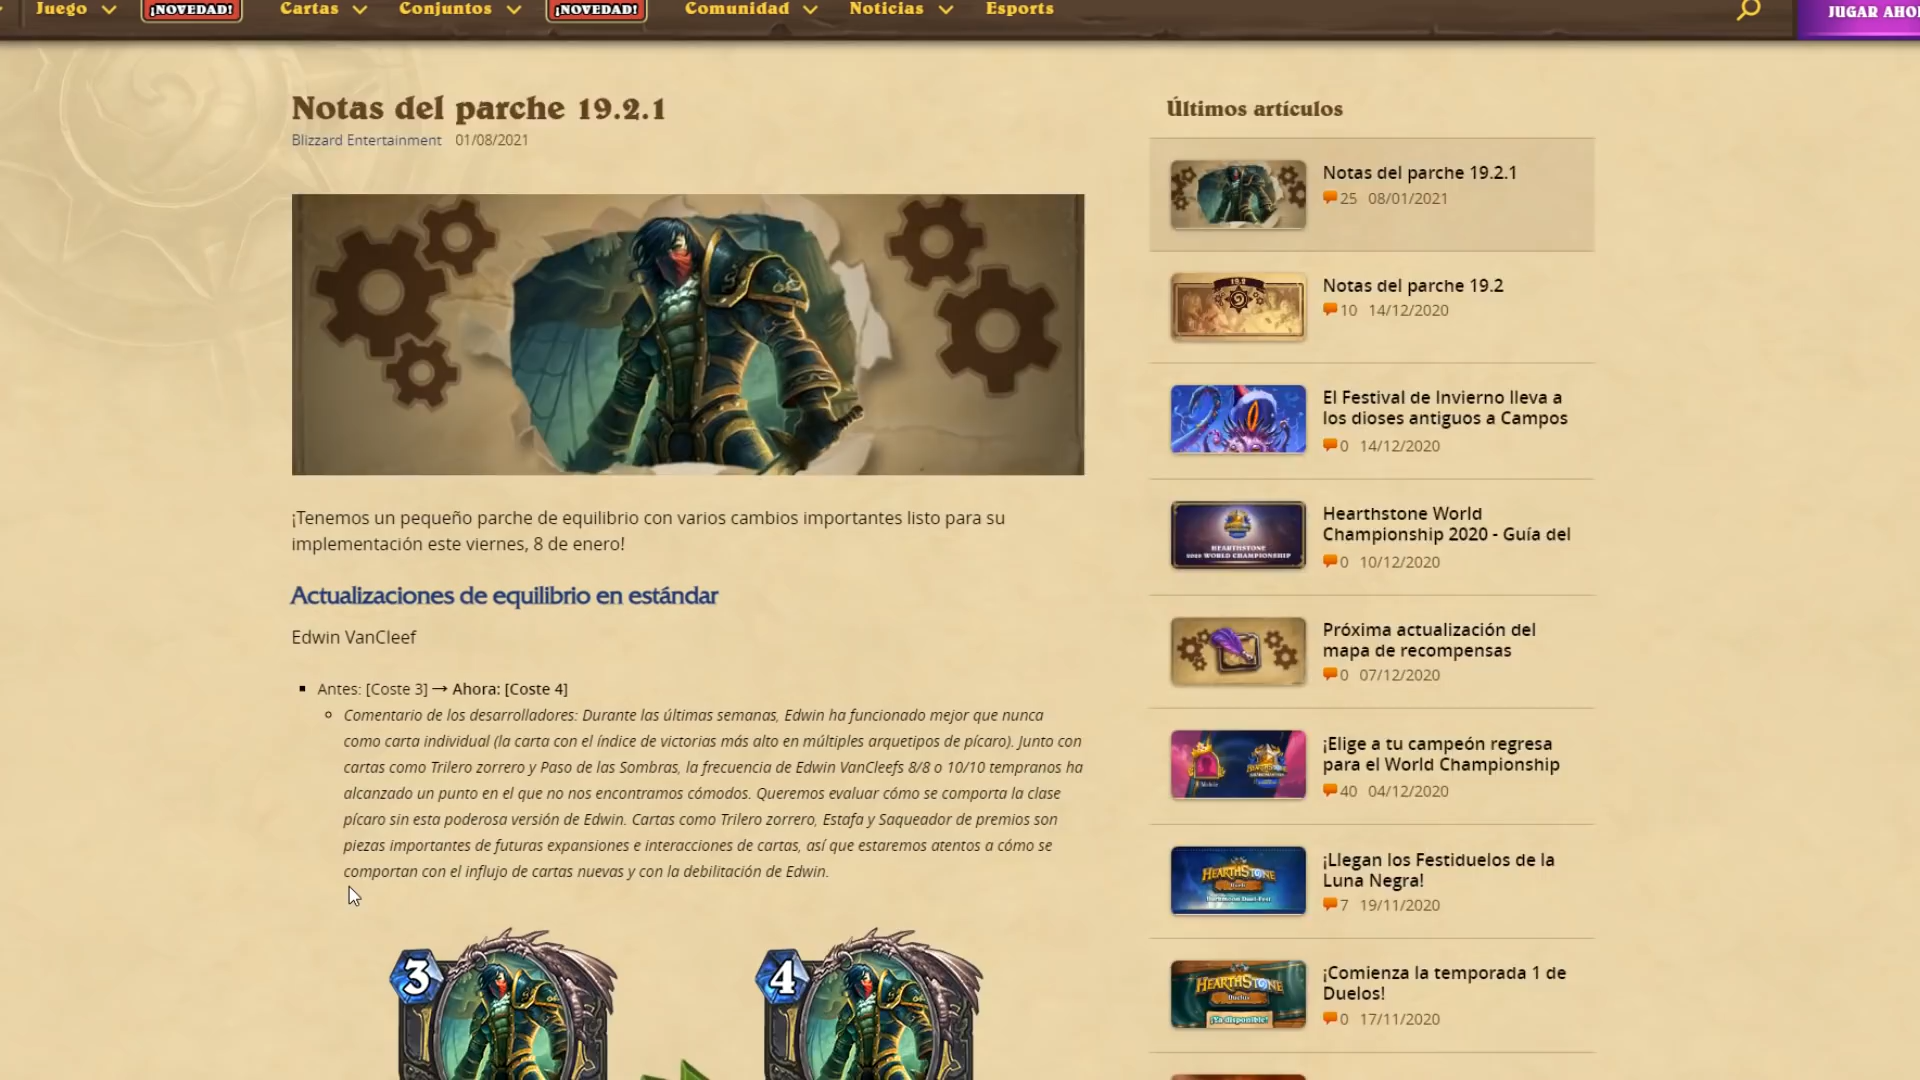 Juego
¡NOVEDAD!
Cartas
Conjuntos
¡NOVEDAD!
Comunidad
Noticias
Esports
Notas del parche 19.2.1
Blizzard Entertainment 01/08/2021
¡Tenemos un pequeño parche de equilibrio con varios cambios importantes listo para su
implementación este viernes, 8 de enero!
Actualizaciones de equilibrio en estándar
Edwin VanCleef
Antes: [Coste 3] → Ahora: [Coste 4]
Comentario de los desarrolladores: Durante las últimas semanas, Edwin ha funcionado mejor que nunca
como carta individual (la carta con el índice de victorias más alto en múltiples arquetipos de pícaro). Junto con
cartas como Trilero zorrero y Paso de las Sombras, la frecuencia de Edwin VanCleefs 8/8 o 10/10 tempranos ha
alcanzado un punto en el que no nos encontramos cómodos. Queremos evaluar cómo se comporta la clase
pícaro sin esta poderosa versión de Edwin. Cartas como Trilero zorrero, Estafa y Saqueador de premios son
piezas importantes de futuras expansiones e interacciones de cartas, así que estaremos atentos a cómo se
comportan con el influjo de cartas nuevas y con la debilitación de Edwin.
3
4
Últimos artículos
Notas del parche 19.2.1
25 08/01/2021
19.2
Notas del parche 19.2
10 14/12/2020
El Festival de Invierno lleva a
los dioses antiguos a Campos
0 14/12/2020
HEARTHSTONE
2020 WORLD CHAMPIONSHIP
Hearthstone World
Championship 2020 - Guía del
0 10/12/2020
Próxima actualización del
mapa de recompensas
0 07/12/2020
¡Elige a tu campeón regresa
para el World Championship
40 04/12/2020
HEARTHSTONE
¡Llegan los Festiduelos de la
Luna Negra!
7 19/11/2020
HEARTHSTONE
¡Ya disponible!
¡Comienza la temporada 1 de
Duelos!
0 17/11/2020